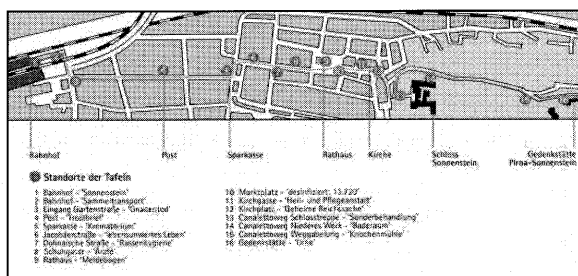 Bahnhof
Post
Sparkasse
Rathaus
Kirche
Schloss
Sonnenstein
Gedenkstätte
Pirna-Sonnenstein
Standorte der Tafeln
1 Bahnhof - "Sonnenstein"
2 Bahnhof - "Sammeltransport"
3 Eingang Gartenstraße - "Gnadentod"
4 Post - "Trostbrief"
5 Sparkasse - "Krematorium"
6 Jacobäerstraße - "lebensunwertes Leben"
7 Dohnaische Straße - "Rassenhygiene"
8 Schuhgasse - "Ärzte"
9 Rathaus - "Meldebogen"
10 Marktplatz - "desinfiziert: 13.720"
11 Kirchgasse - "Heil- und Pflegeanstalt"
12 Kirchplatz - "Geheime Reichssache"
13 Canalettoweg Schlosstreppe - "Sonderbehandlung"
14 Canalettoweg Niederes Werk - "Baderaum"
15 Canalettoweg Weggabelung - "Knochenmühle"
16 Gedenkstätte - "Urne"